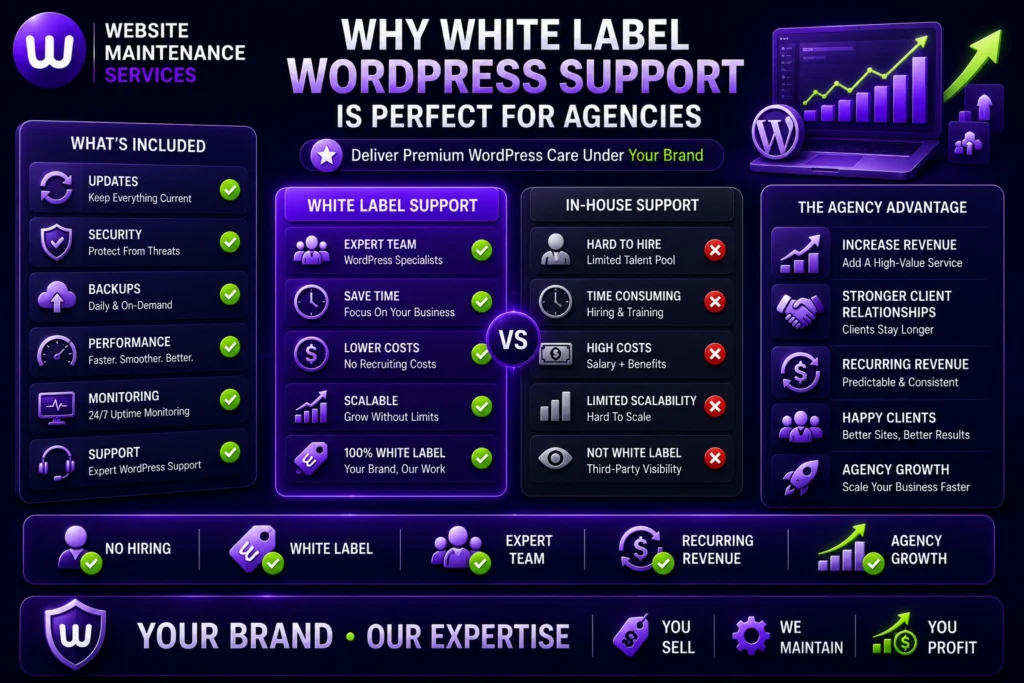 W
WEBSITE
MAINTENANCE
SERVICES
WHY WHITE LABEL
WORDPRESS SUPPORT
IS PERFECT FOR AGENCIES
Deliver Premium WordPress Care Under Your Brand
W
WHAT'S INCLUDED
UPDATES
Keep Everything Current
SECURITY
Protect From Threats
BACKUPS
Daily & On-Demand
PERFORMANCE
Faster. Smoother. Better.
MONITORING
24/7 Uptime Monitoring
SUPPORT
Expert WordPress Support
WHITE LABEL SUPPORT
EXPERT TEAM
WordPress Specialists
SAVE TIME
Focus On Your Business
$
LOWER COSTS
No Recruiting Costs
SCALABLE
Grow Without Limits
W
100% WHITE LABEL
Your Brand, Our Work
VS
IN-HOUSE SUPPORT
HARD TO HIRE
Limited Talent Pool
TIME CONSUMING
Hiring & Training
$
HIGH COSTS
Salary + Benefits
LIMITED SCALABILITY
Hard To Scale
NOT WHITE LABEL
Third-Party Visibility
THE AGENCY ADVANTAGE
INCREASE REVENUE
Add A High-Value Service
STRONGER CLIENT
RELATIONSHIPS
Clients Stay Longer
$
RECURRING REVENUE
Predictable & Consistent
HAPPY CLIENTS
Better Sites, Better Results
AGENCY GROWTH
Scale Your Business Faster
NO HIRING
W
WHITE LABEL
EXPERT
TEAM
$
RECURRING
REVENUE
AGENCY
GROWTH
W
YOUR BRAND • OUR EXPERTISE
$
YOU
SELL
WE
MAINTAIN
$
YOU
PROFIT